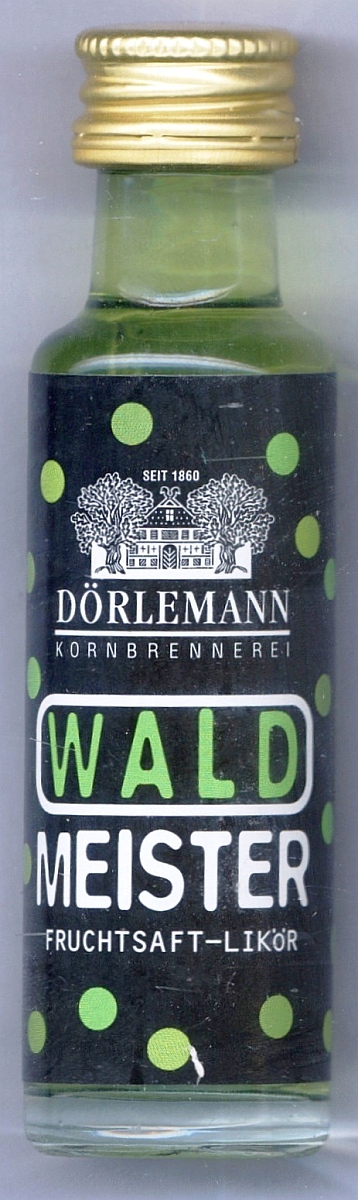 SEIT 1860
DÖRLEMANN
KORNBRENNEREI
WALD
MEISTER
FRUCHTSAFT-LIKÖR